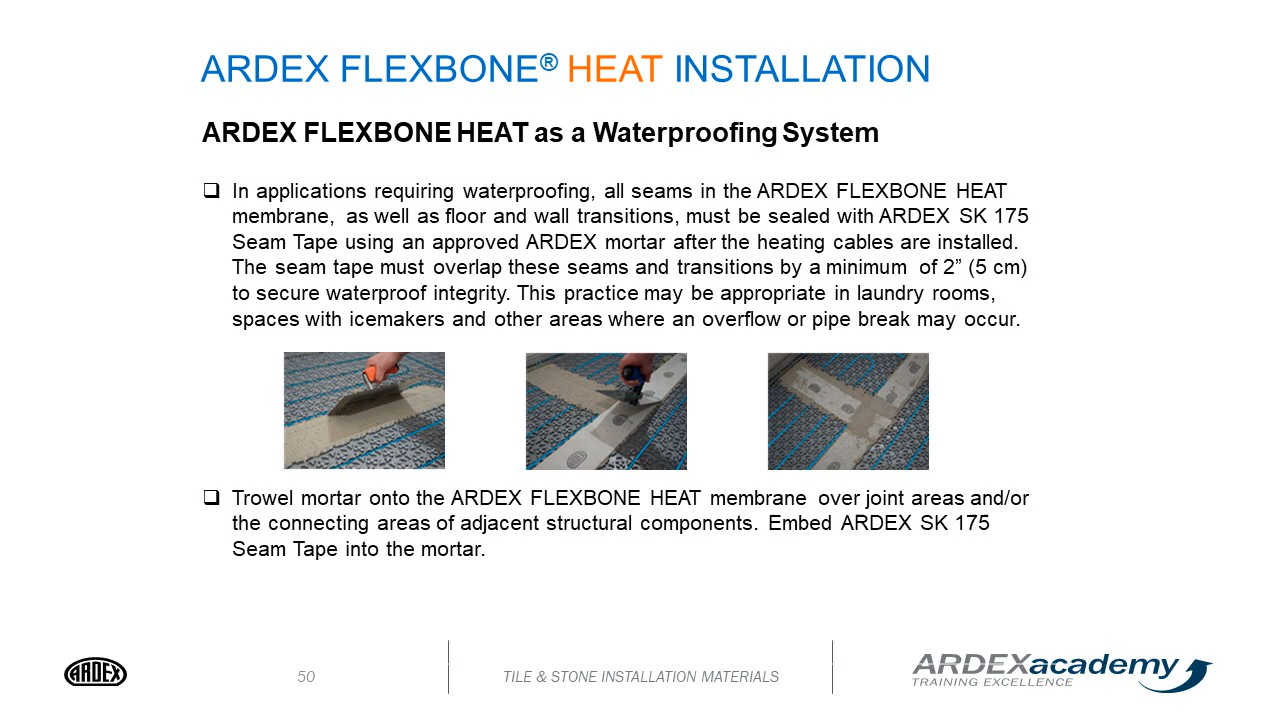 ARDEX FLEXBONE® HEAT INSTALLATION
ARDEX FLEXBONE HEAT as a Waterproofing System
❑ In applications requiring waterproofing, all seams in the ARDEX FLEXBONE HEAT
membrane, as well as floor and wall transitions, must be sealed with ARDEX SK 175
Seam Tape using an approved ARDEX mortar after the heating cables are installed.
The seam tape must overlap these seams and transitions by a minimum of 2” (5 cm)
to secure waterproof integrity. This practice may be appropriate in laundry rooms,
spaces with icemakers and other areas where an overflow or pipe break may occur.
❑ Trowel mortar onto the ARDEX FLEXBONE HEAT membrane over joint areas and/or
the connecting areas of adjacent structural components. Embed ARDEX SK 175
Seam Tape into the mortar.
ARDEX
50
TILE & STONE INSTALLATION MATERIALS
ARDEXacademy
TRAINING EXCELLENCE